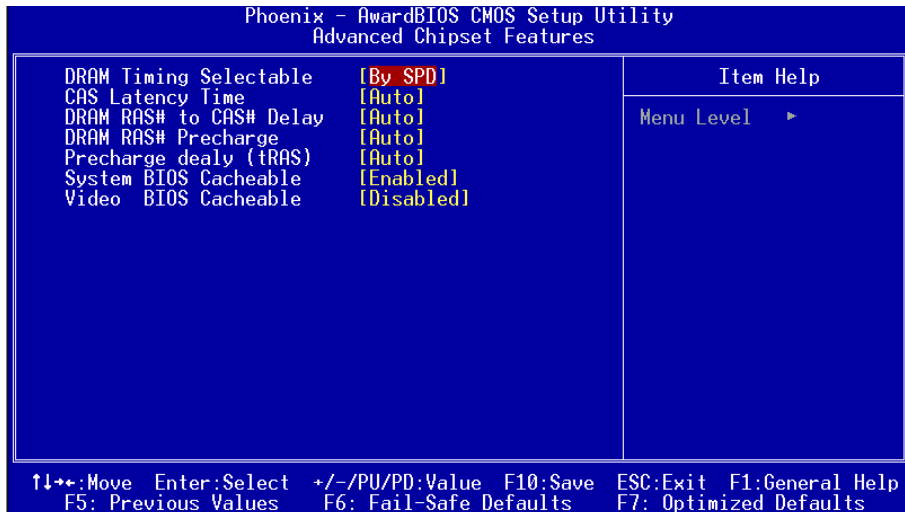 Phoenix - AwardBIOS CMOS Setup Utility
Advanced Chipset Features
DRAM Timing Selectable [By SPD]
CAS Latency Time [Auto]
DRAM RAS# to CAS# Delay [Auto]
DRAM RAS# Precharge [Auto]
Precharge dealy (tRAS) [Auto]
System BIOS Cacheable [Enabled]
Video BIOS Cacheable [Disabled]
Item Help
Menu Level ►
↑↓→←:Move Enter:Select +/-/PU/PD:Value F10:Save ESC:Exit F1:General Help
F5: Previous Values F6: Fail-Safe Defaults F7: Optimized Defaults